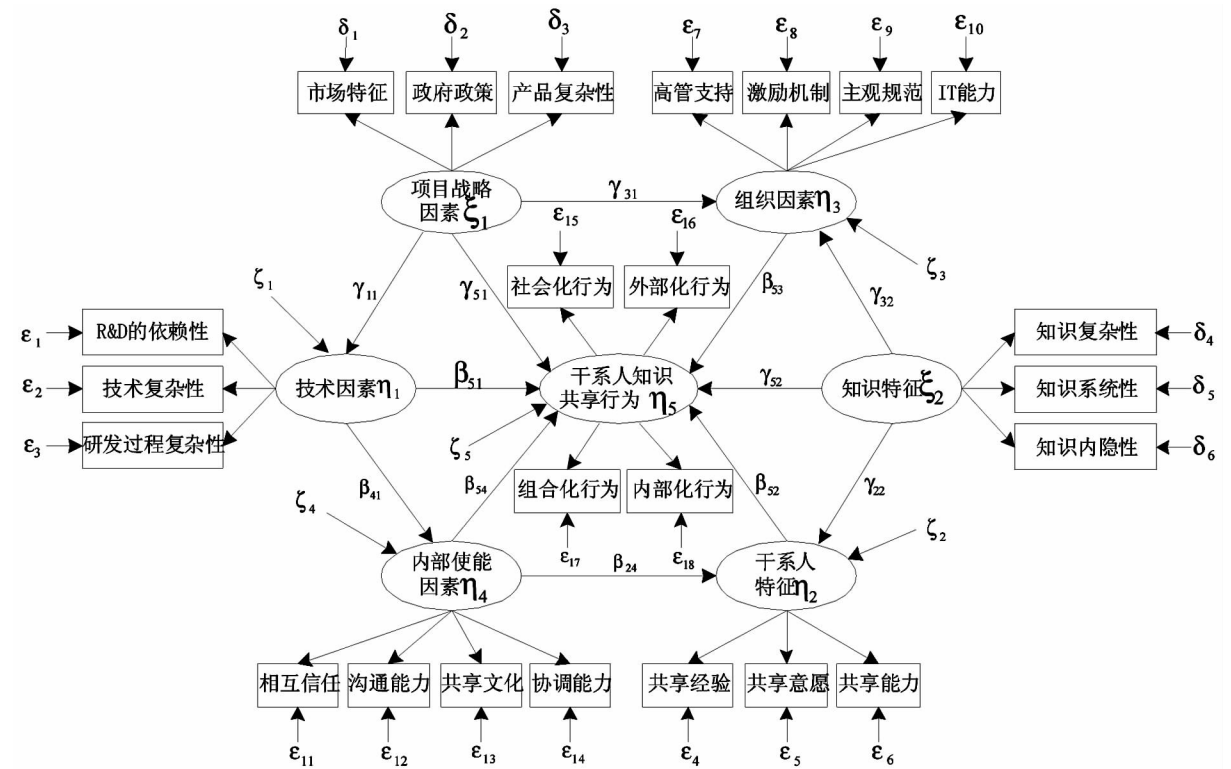 δ1 δ2 δ3 ε7 ε8 ε9 ε10
市场特征 政府政策 产品复杂性 高管支持 激励机制 主观规范 IT能力
项目战略
因素ξ1
γ31
组织因素η3
ε15 ε16
ζ1 γ11 γ51 社会化行为 外部化行为 β53 γ32 ζ3
ε1 R&D的依赖性 知识复杂性 δ4
ε2 技术复杂性 技术因素η1 β51 干系人知识
共享行为 η5
γ52 知识特征ξ2 知识系统性 δ5
ε3 研发过程复杂性 ζ5 知识内隐性 δ6
β41 β54 组合化行为 内部化行为 β52 γ22
ζ4 ε17 ε18 ζ2
内部使能
因素η4
β24
干系人
特征η2
相互信任 沟通能力 共享文化 协调能力 共享经验 共享意愿 共享能力
ε11 ε12 ε13 ε14 ε4 ε5 ε6